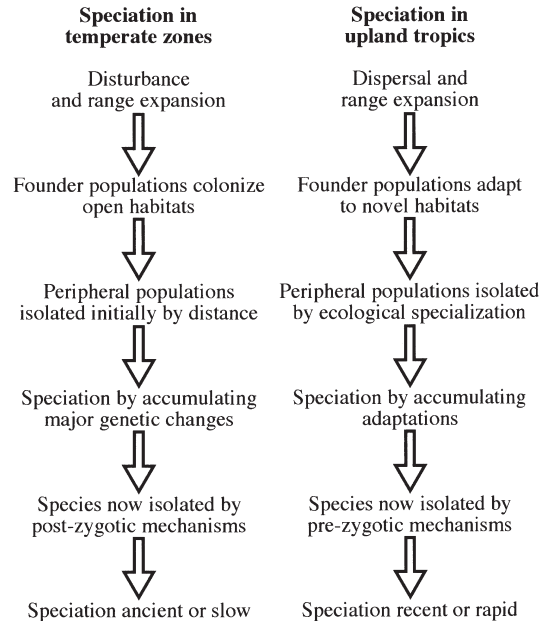 Speciation in
temperate zones
Disturbance
and range expansion
Founder populations colonize
open habitats
Peripheral populations
isolated initially by distance
Speciation by accumulating
major genetic changes
Species now isolated by
post-zygotic mechanisms
Speciation ancient or slow
Speciation in
upland tropics
Dispersal and
range expansion
Founder populations adapt
to novel habitats
Peripheral populations isolated
by ecological specialization
Speciation by accumulating
adaptations
Species now isolated by
pre-zygotic mechanisms
Speciation recent or rapid